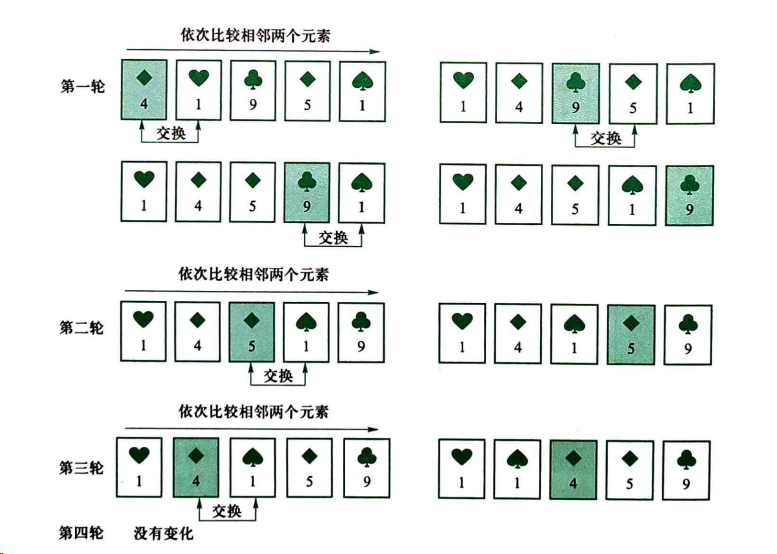 依次比较相邻两个元素
第一轮
4 1 9 5 1
1 4 9 5 1
交换
交换
1 4 5 9 1
1 4 5 1 9
交换
依次比较相邻两个元素
第二轮
1 4 5 1 9
1 4 1 5 9
交换
依次比较相邻两个元素
第三轮
1 4 1 5 9
1 1 4 5 9
交换
第四轮 没有变化